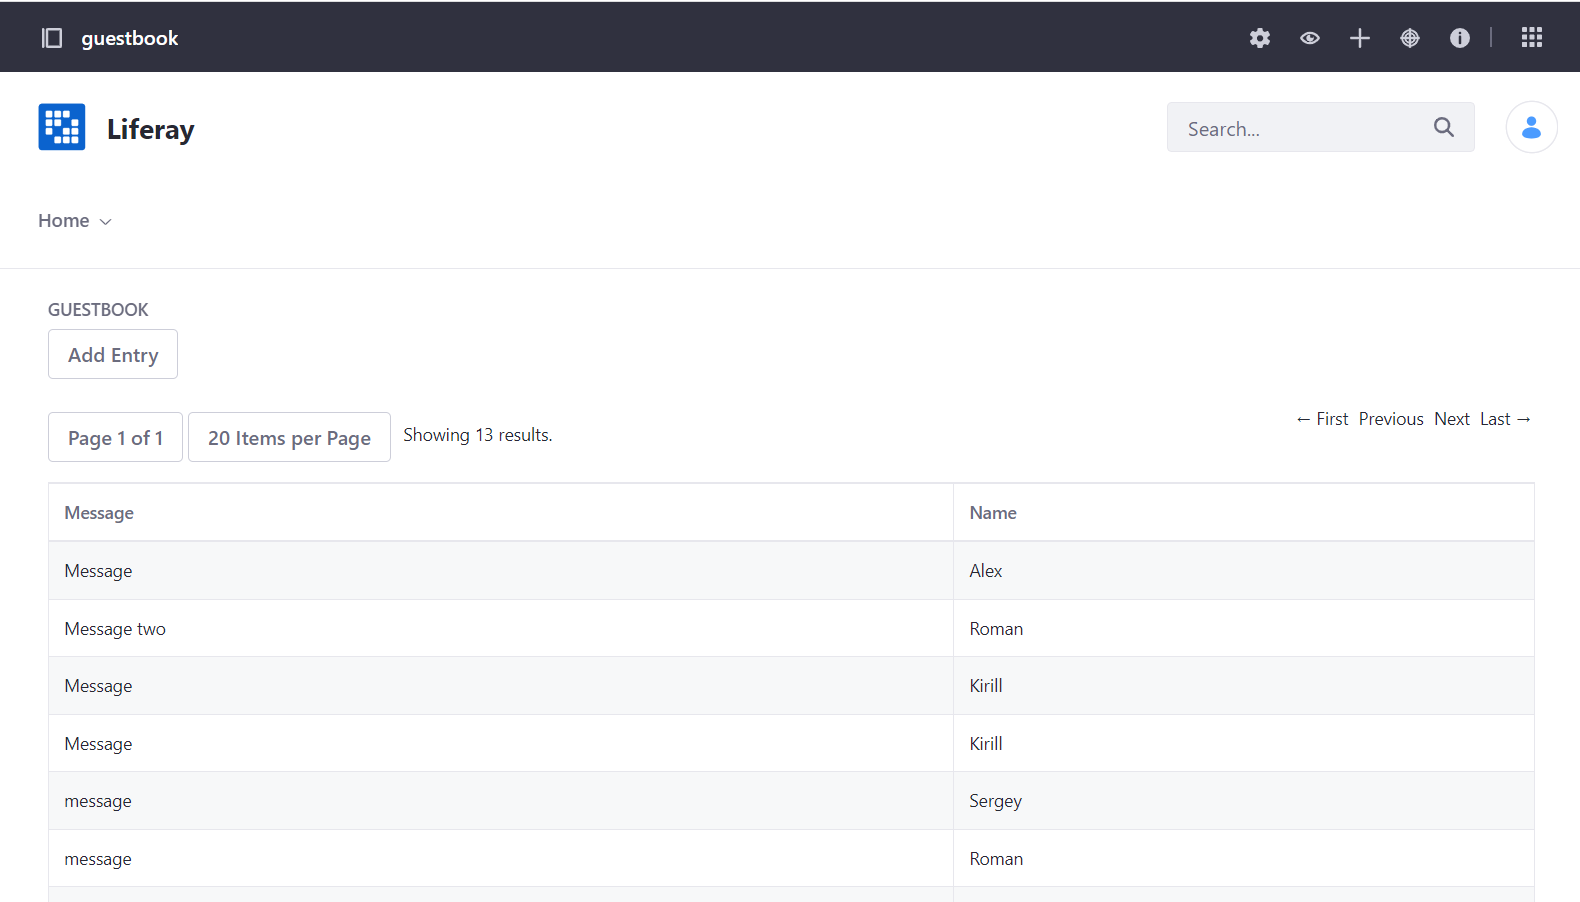 guestbook
Liferay
Search...
Home
GUESTBOOK
Add Entry
Page 1 of 1 20 Items per Page Showing 13 results. ← First Previous Next Last →
Message Name
Message Alex
Message two Roman
Message Kirill
Message Kirill
message Sergey
message Roman